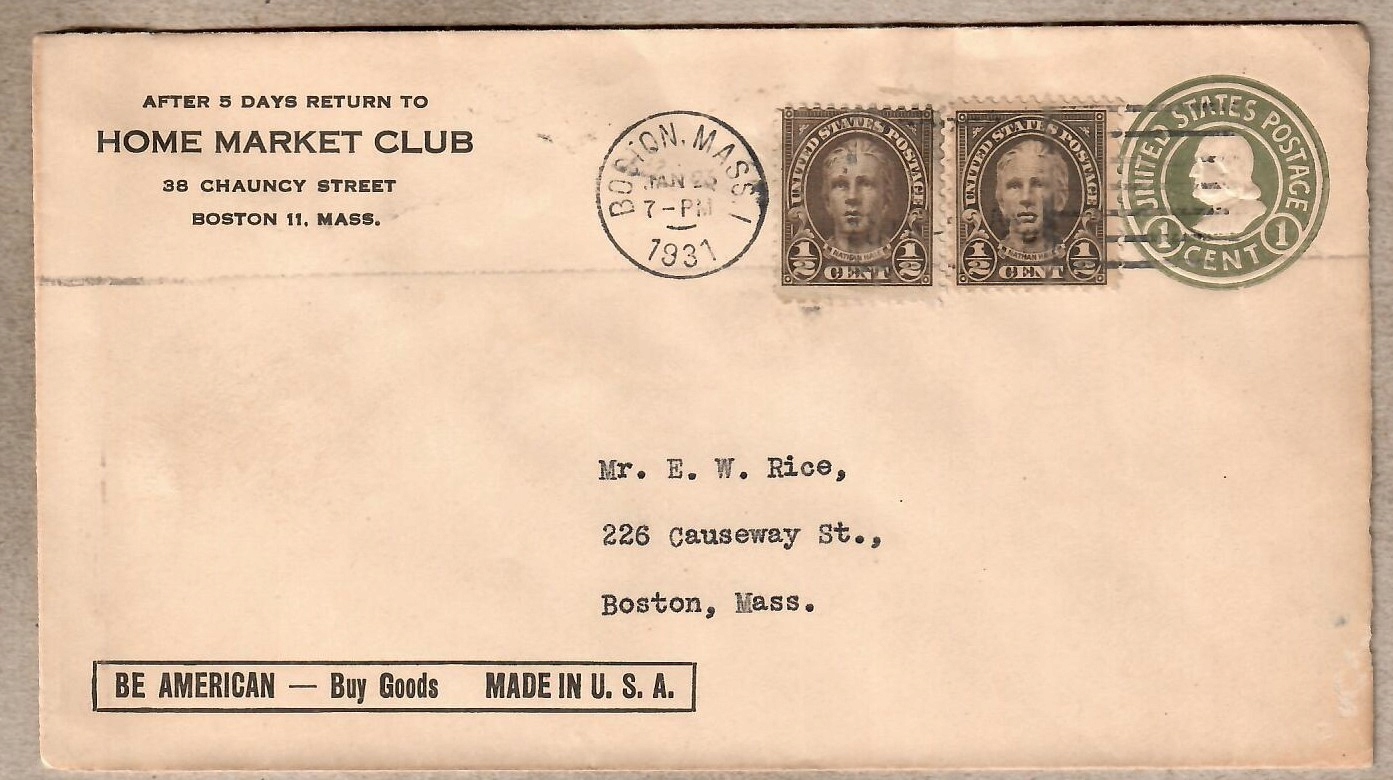 AFTER 5 DAYS RETURN TO
HOME MARKET CLUB
38 CHAUNCY STREET
BOSTON 11, MASS.
BOSTON, MASS. 1
JAN
7-PM
1931
UNITED STATES POSTAGE
NATHAN HALE
1/2 CENT 1/2
UNITED STATES POSTAGE
NATHAN HALE
1/2 CENT 1/2
UNITED STATES POSTAGE
1 CENT 1
Mr. E. W. Rice,
226 Causeway St.,
Boston, Mass.
BE AMERICAN — Buy Goods MADE IN U. S. A.